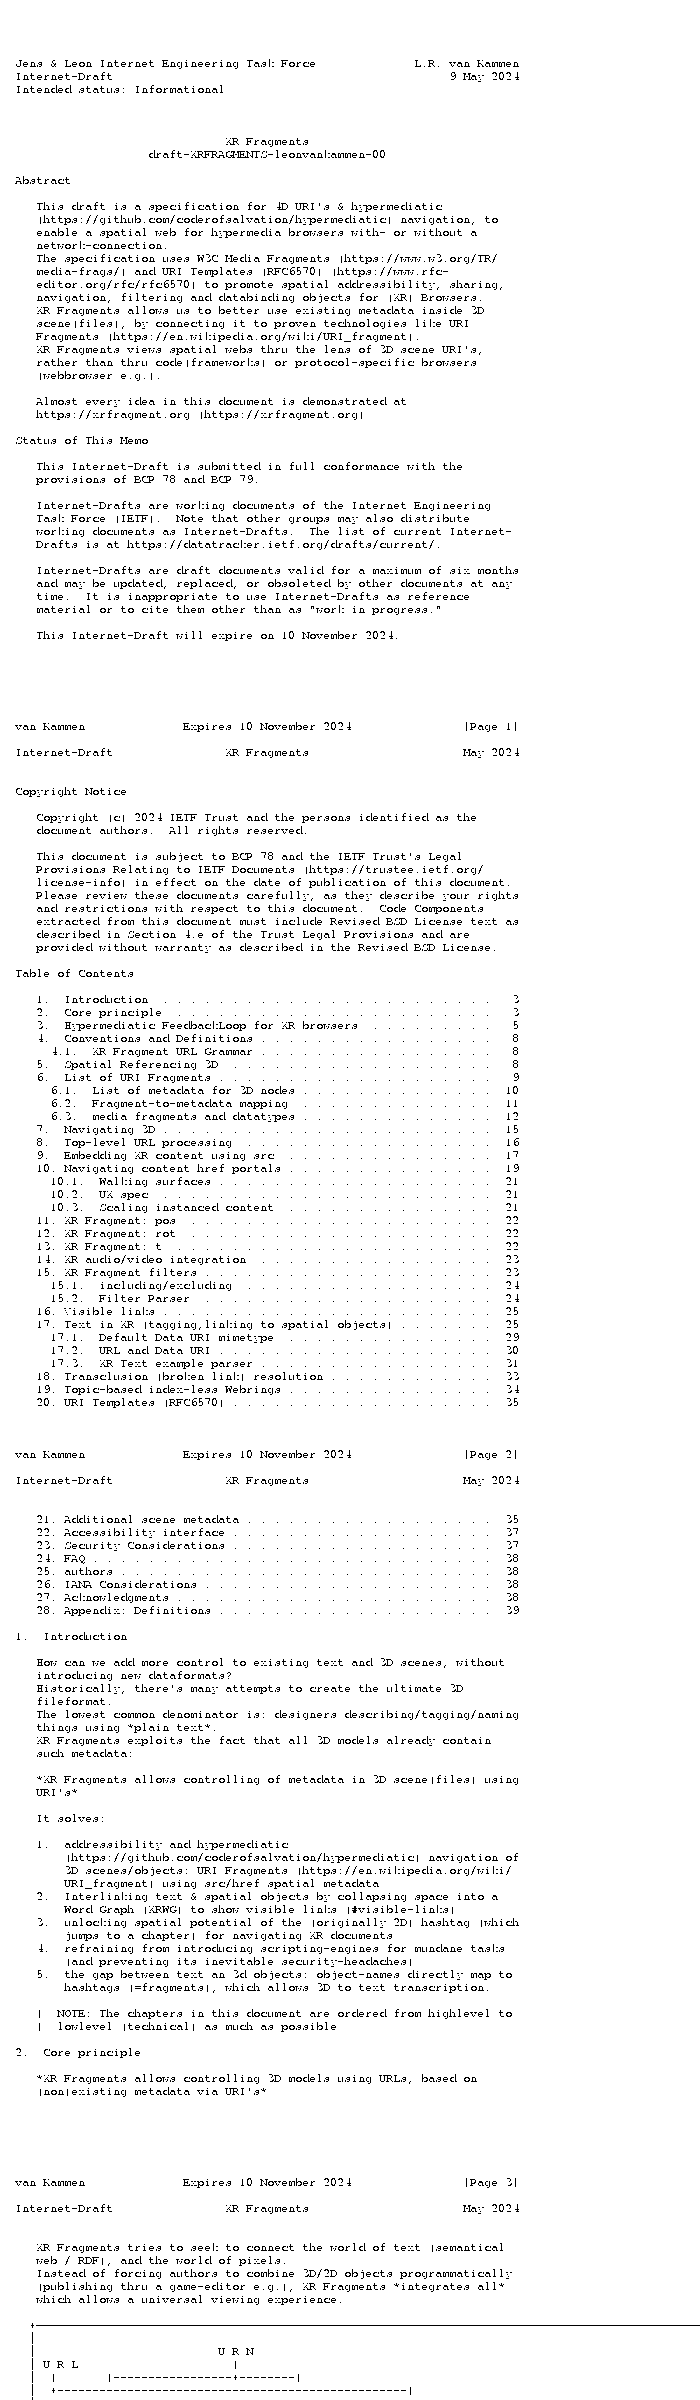 Jens & Leon Internet Engineering Task Force                L.R. van Kammen
Internet-Draft                                                  9 May 2024
Intended status: Informational
XR Fragments
draft-XRFRAGMENTS-leonvankammen-00
Abstract
This draft is a specification for 4D URI's & hypermediatic
(https://github.com/coderofsalvation/hypermediatic) navigation, to
enable a spatial web for hypermedia browsers with- or without a
network-connection.
The specification uses W3C Media Fragments (https://www.w3.org/TR/
media-frags/) and URI Templates (RFC6570) (https://www.rfc-
editor.org/rfc/rfc6570) to promote spatial addressibility, sharing,
navigation, filtering and databinding objects for (XR) Browsers.
XR Fragments allows us to better use existing metadata inside 3D
scene(files), by connecting it to proven technologies like URI
Fragments (https://en.wikipedia.org/wiki/URI_fragment).
XR Fragments views spatial webs thru the lens of 3D scene URI's,
rather than thru code(frameworks) or protocol-specific browsers
(webbrowser e.g.).
Almost every idea in this document is demonstrated at
https://xrfragment.org (https://xrfragment.org)
Status of This Memo
This Internet-Draft is submitted in full conformance with the
provisions of BCP 78 and BCP 79.
Internet-Drafts are working documents of the Internet Engineering
Task Force (IETF).  Note that other groups may also distribute
working documents as Internet-Drafts.  The list of current Internet-
Drafts is at https://datatracker.ietf.org/drafts/current/.
Internet-Drafts are draft documents valid for a maximum of six months
and may be updated, replaced, or obsoleted by other documents at any
time.  It is inappropriate to use Internet-Drafts as reference
material or to cite them other than as "work in progress."
This Internet-Draft will expire on 10 November 2024.
van Kammen              Expires 10 November 2024                [Page 1]
Internet-Draft                XR Fragments                      May 2024
Copyright Notice
Copyright (c) 2024 IETF Trust and the persons identified as the
document authors.  All rights reserved.
This document is subject to BCP 78 and the IETF Trust's Legal
Provisions Relating to IETF Documents (https://trustee.ietf.org/
license-info) in effect on the date of publication of this document.
Please review these documents carefully, as they describe your rights
and restrictions with respect to this document.  Code Components
extracted from this document must include Revised BSD License text as
described in Section 4.e of the Trust Legal Provisions and are
provided without warranty as described in the Revised BSD License.
Table of Contents
1.  Introduction  . . . . . . . . . . . . . . . . . . . . . . . .   3
2.  Core principle  . . . . . . . . . . . . . . . . . . . . . . .   3
3.  Hypermediatic FeedbackLoop for XR browsers  . . . . . . . . .   5
4.  Conventions and Definitions . . . . . . . . . . . . . . . . .   8
4.1.  XR Fragment URL Grammar . . . . . . . . . . . . . . . . .   8
5.  Spatial Referencing 3D  . . . . . . . . . . . . . . . . . . .   8
6.  List of URI Fragments . . . . . . . . . . . . . . . . . . . .   9
6.1.  List of metadata for 3D nodes . . . . . . . . . . . . . .  10
6.2.  Fragment-to-metadata mapping  . . . . . . . . . . . . . .  11
6.3.  media fragments and datatypes . . . . . . . . . . . . . .  12
7.  Navigating 3D . . . . . . . . . . . . . . . . . . . . . . . .  15
8.  Top-level URL processing  . . . . . . . . . . . . . . . . . .  16
9.  Embedding XR content using src  . . . . . . . . . . . . . . .  17
10. Navigating content href portals . . . . . . . . . . . . . . .  19
10.1.  Walking surfaces . . . . . . . . . . . . . . . . . . . .  21
10.2.  UX spec  . . . . . . . . . . . . . . . . . . . . . . . .  21
10.3.  Scaling instanced content  . . . . . . . . . . . . . . .  21
11. XR Fragment: pos  . . . . . . . . . . . . . . . . . . . . . .  22
12. XR Fragment: rot  . . . . . . . . . . . . . . . . . . . . . .  22
13. XR Fragment: t  . . . . . . . . . . . . . . . . . . . . . . .  22
14. XR audio/video integration  . . . . . . . . . . . . . . . . .  23
15. XR Fragment filters . . . . . . . . . . . . . . . . . . . . .  23
15.1.  including/excluding  . . . . . . . . . . . . . . . . . .  24
15.2.  Filter Parser  . . . . . . . . . . . . . . . . . . . . .  24
16. Visible links . . . . . . . . . . . . . . . . . . . . . . . .  25
17. Text in XR (tagging,linking to spatial objects) . . . . . . .  25
17.1.  Default Data URI mimetype  . . . . . . . . . . . . . . .  29
17.2.  URL and Data URI . . . . . . . . . . . . . . . . . . . .  30
17.3.  XR Text example parser . . . . . . . . . . . . . . . . .  31
18. Transclusion (broken link) resolution . . . . . . . . . . . .  33
19. Topic-based index-less Webrings . . . . . . . . . . . . . . .  34
20. URI Templates (RFC6570) . . . . . . . . . . . . . . . . . . .  35
van Kammen              Expires 10 November 2024                [Page 2]
Internet-Draft                XR Fragments                      May 2024
21. Additional scene metadata . . . . . . . . . . . . . . . . . .  35
22. Accessibility interface . . . . . . . . . . . . . . . . . . .  37
23. Security Considerations . . . . . . . . . . . . . . . . . . .  37
24. FAQ . . . . . . . . . . . . . . . . . . . . . . . . . . . . .  38
25. authors . . . . . . . . . . . . . . . . . . . . . . . . . . .  38
26. IANA Considerations . . . . . . . . . . . . . . . . . . . . .  38
27. Acknowledgments . . . . . . . . . . . . . . . . . . . . . . .  38
28. Appendix: Definitions . . . . . . . . . . . . . . . . . . . .  39
1.  Introduction
How can we add more control to existing text and 3D scenes, without
introducing new dataformats?
Historically, there's many attempts to create the ultimate 3D
fileformat.
The lowest common denominator is: designers describing/tagging/naming
things using *plain text*.
XR Fragments exploits the fact that all 3D models already contain
such metadata:
*XR Fragments allows controlling of metadata in 3D scene(files) using
URI's*
It solves:
1.  addressibility and hypermediatic
(https://github.com/coderofsalvation/hypermediatic) navigation of
3D scenes/objects: URI Fragments (https://en.wikipedia.org/wiki/
URI_fragment) using src/href spatial metadata
2.  Interlinking text & spatial objects by collapsing space into a
Word Graph (XRWG) to show visible links (#visible-links)
3.  unlocking spatial potential of the (originally 2D) hashtag (which
jumps to a chapter) for navigating XR documents
4.  refraining from introducing scripting-engines for mundane tasks
(and preventing its inevitable security-headaches)
5.  the gap between text an 3d objects: object-names directly map to
hashtags (=fragments), which allows 3D to text transcription.
|  NOTE: The chapters in this document are ordered from highlevel to
|  lowlevel (technical) as much as possible
2.  Core principle
*XR Fragments allows controlling 3D models using URLs, based on
(non)existing metadata via URI's*
van Kammen              Expires 10 November 2024                [Page 3]
Internet-Draft                XR Fragments                      May 2024
XR Fragments tries to seek to connect the world of text (semantical
web / RDF), and the world of pixels.
Instead of forcing authors to combine 3D/2D objects programmatically
(publishing thru a game-editor e.g.), XR Fragments *integrates all*
which allows a universal viewing experience.
U R N
U R L                      |
|       |-----------------+--------|
+--------------------------------------------------|